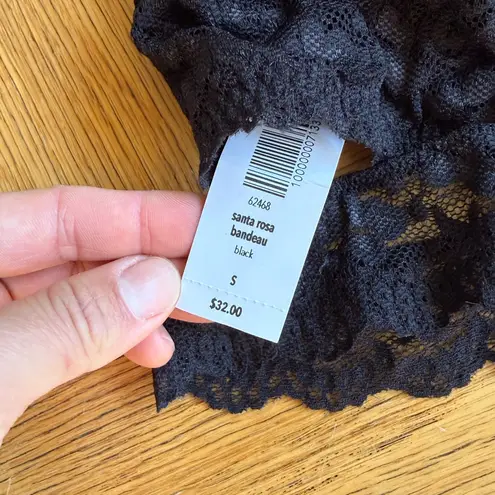 62468
santa rosa
bandeau
black
S
$32.00